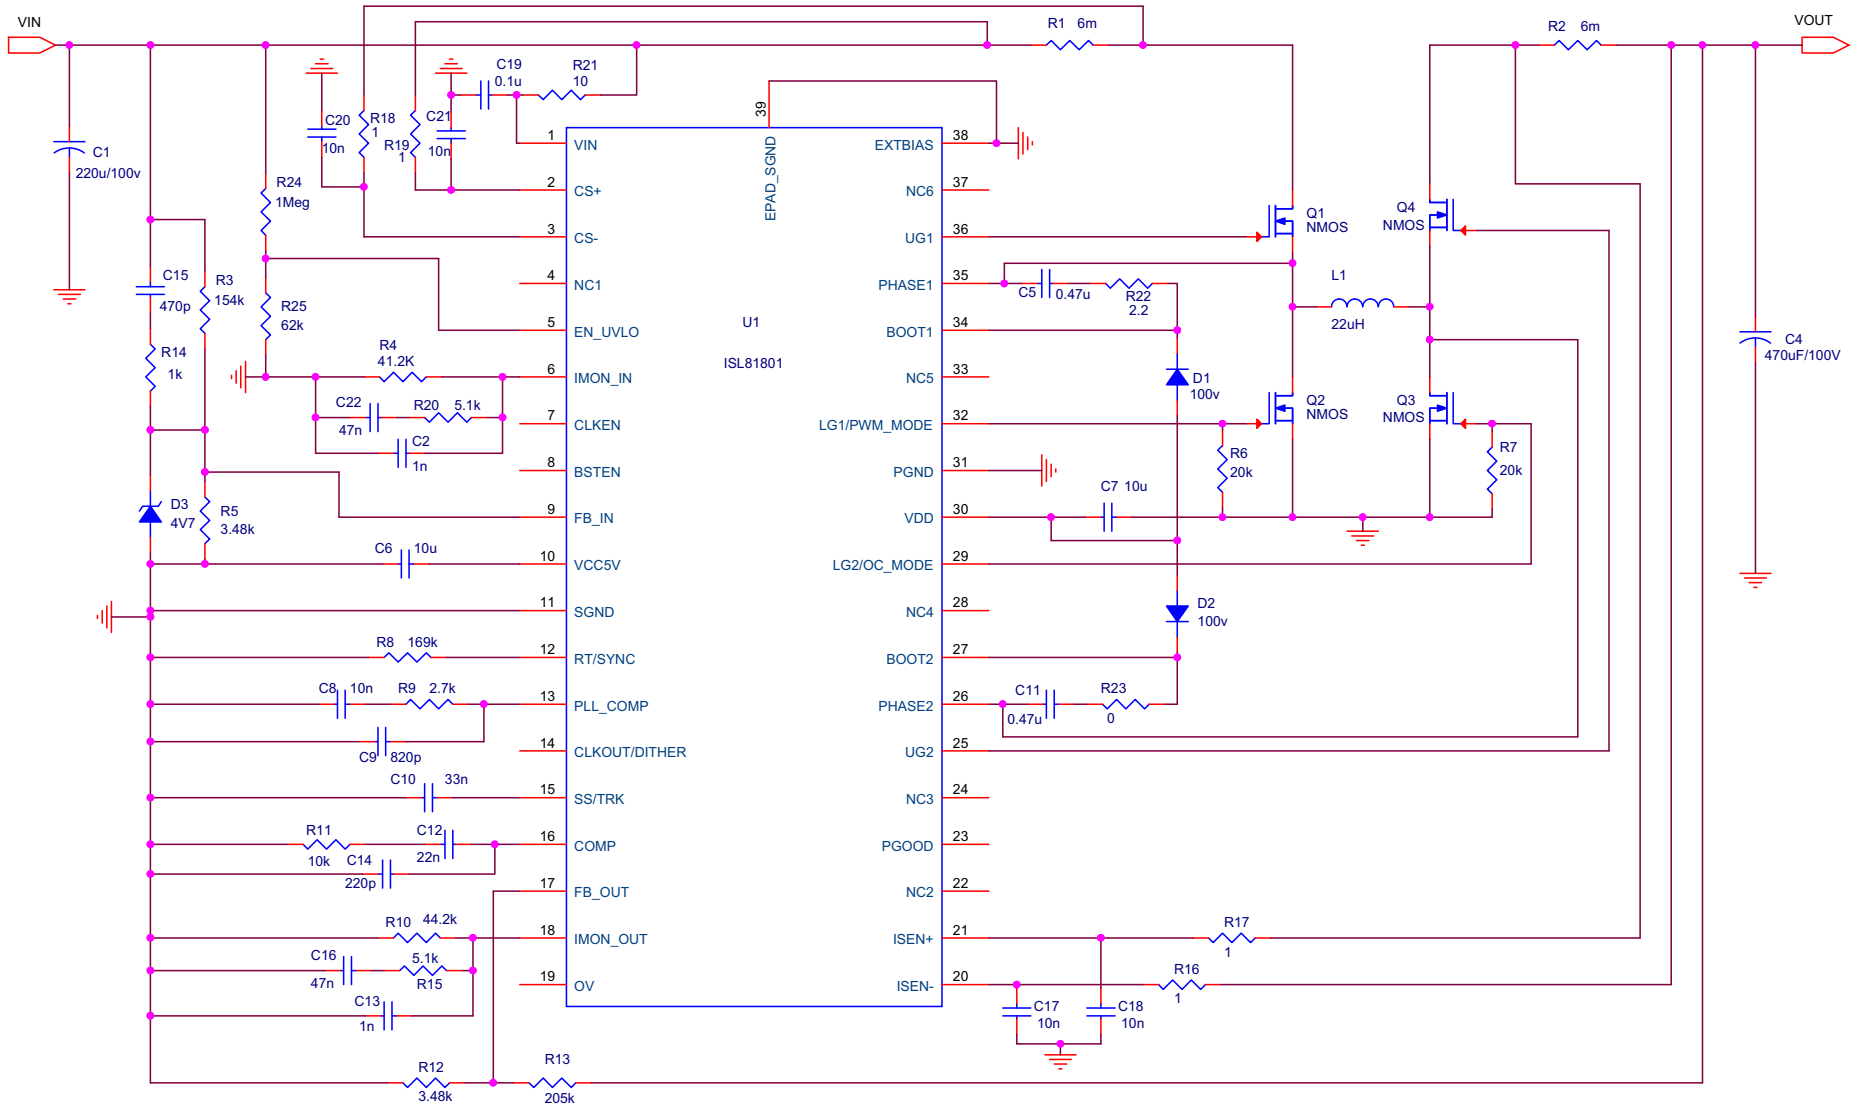 VIN
VOUT
R1 6m
R2 6m
C19
0.1u
R21
10
C20
10n
R18
1
R19
1
C21
10n
C1
220u/100v
R24
1Meg
R25
62k
C15
470p
R3
154k
R14
1k
D3
4V7
R5
3.48k
R4
41.2K
C22
47n
R20 5.1k
C2
1n
C6 10u
R8 169k
C8 10n
R9 2.7k
C9 820p
C10 33n
R11
10k
C12
22n
C14
220p
R10 44.2k
C16
47n
5.1k
R15
C13
1n
R12
3.48k
R13
205k
U1
ISL81801
39
EPAD_SGND
1 VIN
2 CS+
3 CS-
4 NC1
5 EN_UVLO
6 IMON_IN
7 CLKEN
8 BSTEN
9 FB_IN
10 VCC5V
11 SGND
12 RT/SYNC
13 PLL_COMP
14 CLKOUT/DITHER
15 SS/TRK
16 COMP
17 FB_OUT
18 IMON_OUT
19 OV
EXTBIAS 38
NC6 37
UG1 36
PHASE1 35
BOOT1 34
NC5 33
LG1/PWM_MODE 32
PGND 31
VDD 30
LG2/OC_MODE 29
NC4 28
BOOT2 27
PHASE2 26
UG2 25
NC3 24
PGOOD 23
NC2 22
ISEN+ 21
ISEN- 20
Q1
NMOS
Q4
NMOS
C5 0.47u
R22
2.2
L1
22uH
D1
100v
Q2
NMOS
Q3
NMOS
R6
20k
R7
20k
C7 10u
C4
470uF/100V
D2
100v
C11
0.47u
R23
0
R17
1
R16
1
C17
10n
C18
10n